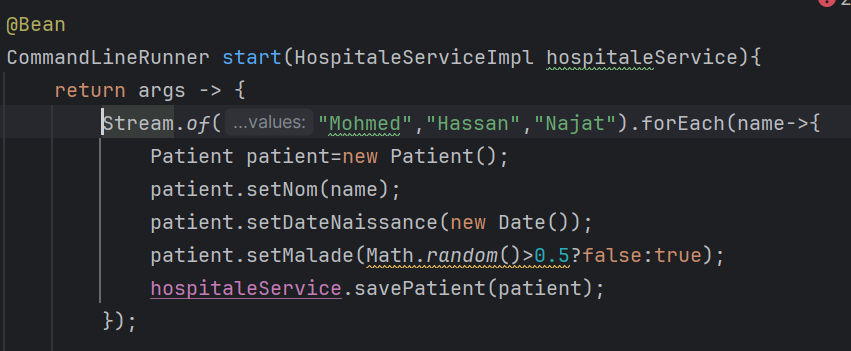 @Bean
CommandLineRunner start(HospitaleServiceImpl hospitaleService){
return args -> {
Stream.of( ...values: "Mohmed","Hassan","Najat").forEach(name->{
Patient patient=new Patient();
patient.setNom(name);
patient.setDateNaissance(new Date());
patient.setMalade(Math.random()>0.5?false:true);
hospitaleService.savePatient(patient);
});